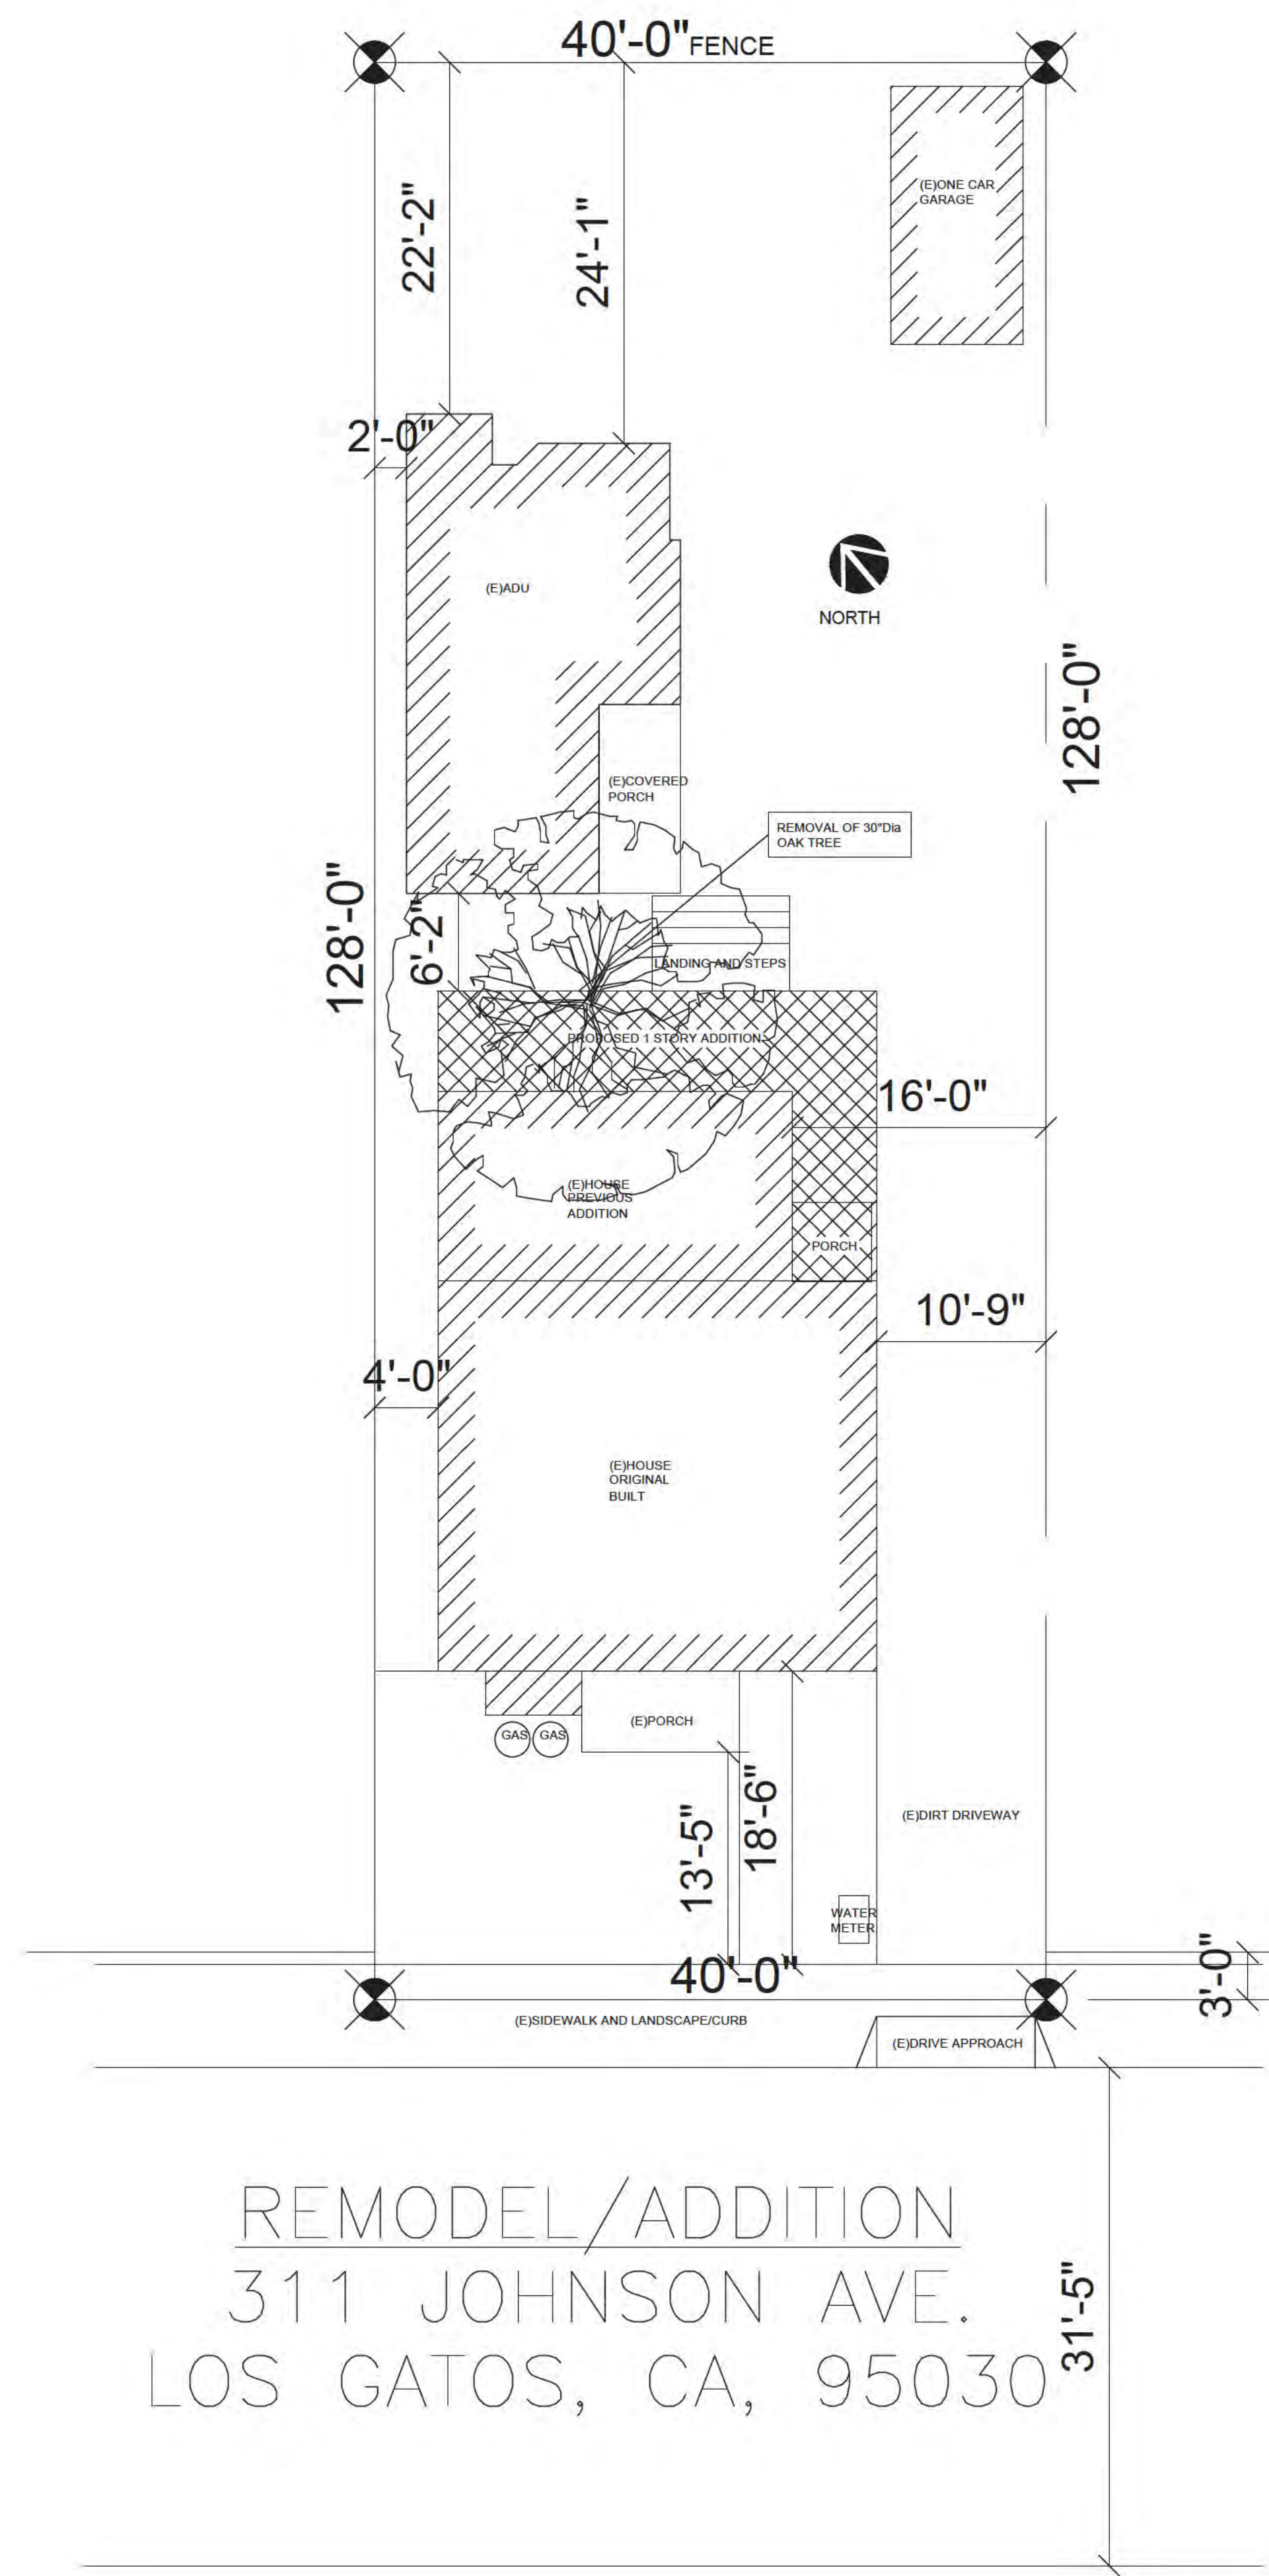 40'-0" FENCE
(E)ONE CAR
GARAGE
22'-2"
24'-1"
2'-0"
(E)ADU
NORTH
128'-0"
(E)COVERED
PORCH
REMOVAL OF 30"Dia
OAK TREE
128'-0"
6'-2"
LANDING AND STEPS
PROPOSED 1 STORY ADDITION
16'-0"
(E)HOUSE
PREVIOUS
ADDITION
PORCH
10'-9"
4'-0"
(E)HOUSE
ORIGINAL
BUILT
(E)PORCH
GAS GAS
13'-5"
18'-6"
(E)DIRT DRIVEWAY
WATER
METER
40'-0"
3'-0"
(E)SIDEWALK AND LANDSCAPE/CURB
(E)DRIVE APPROACH
REMODEL/ADDITION
311 JOHNSON AVE.
LOS GATOS, CA, 95030
31'-5"